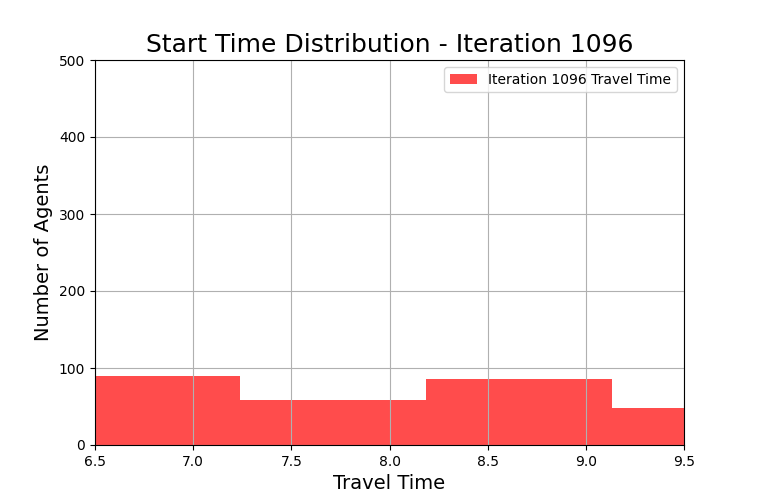 Start Time Distribution - Iteration 1096
Iteration 1096 Travel Time
Number of Agents
500
400
300
200
100
0
6.5 7.0 7.5 8.0 8.5 9.0 9.5
Travel Time